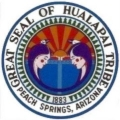 GREAT SEAL OF HUALAPAI TRIBE
1883
PEACH SPRINGS, ARIZONA